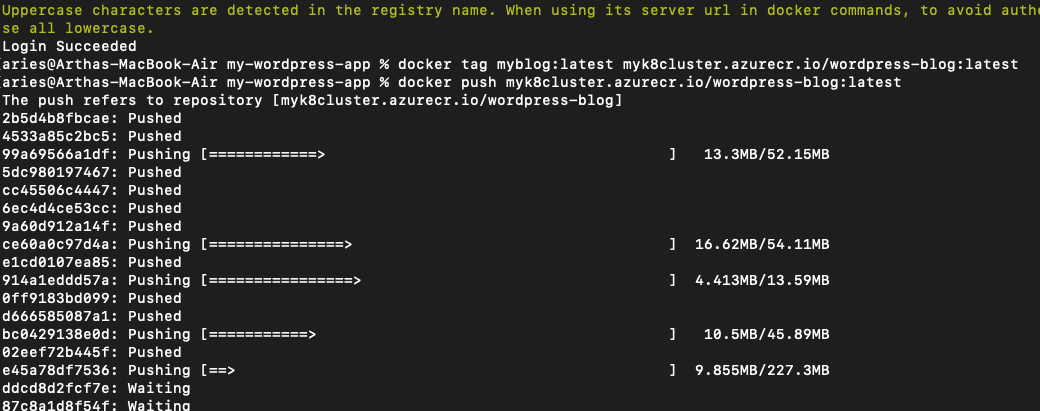 Uppercase characters are detected in the registry name. When using its server url in docker commands, to avoid authe
se all lowercase.
Login Succeeded
(aries@Arthas-MacBook-Air my-wordpress-app % docker tag myblog:latest myk8cluster.azurecr.io/wordpress-blog:latest
(aries@Arthas-MacBook-Air my-wordpress-app % docker push myk8cluster.azurecr.io/wordpress-blog:latest
The push refers to repository [myk8cluster.azurecr.io/wordpress-blog]
2b5d4b8fbcae: Pushed
4533a85c2bc5: Pushed
99a69566a1df: Pushing [============>                                      ]   13.3MB/52.15MB
5dc980197467: Pushed
cc45506c4447: Pushed
6ec4d4ce53cc: Pushed
9a60d912a14f: Pushed
ce60a0c97d4a: Pushing [===============>                                   ]  16.62MB/54.11MB
e1cd0107ea85: Pushed
914a1eddd57a: Pushing [================>                                  ]  4.413MB/13.59MB
0ff9183bd099: Pushed
d666585087a1: Pushed
bc0429138e0d: Pushing [===========>                                       ]   10.5MB/45.89MB
02eef72b445f: Pushed
e45a78df7536: Pushing [==>                                                ]  9.855MB/227.3MB
ddcd8d2fcf7e: Waiting
87c8a1d8f54f: Waiting